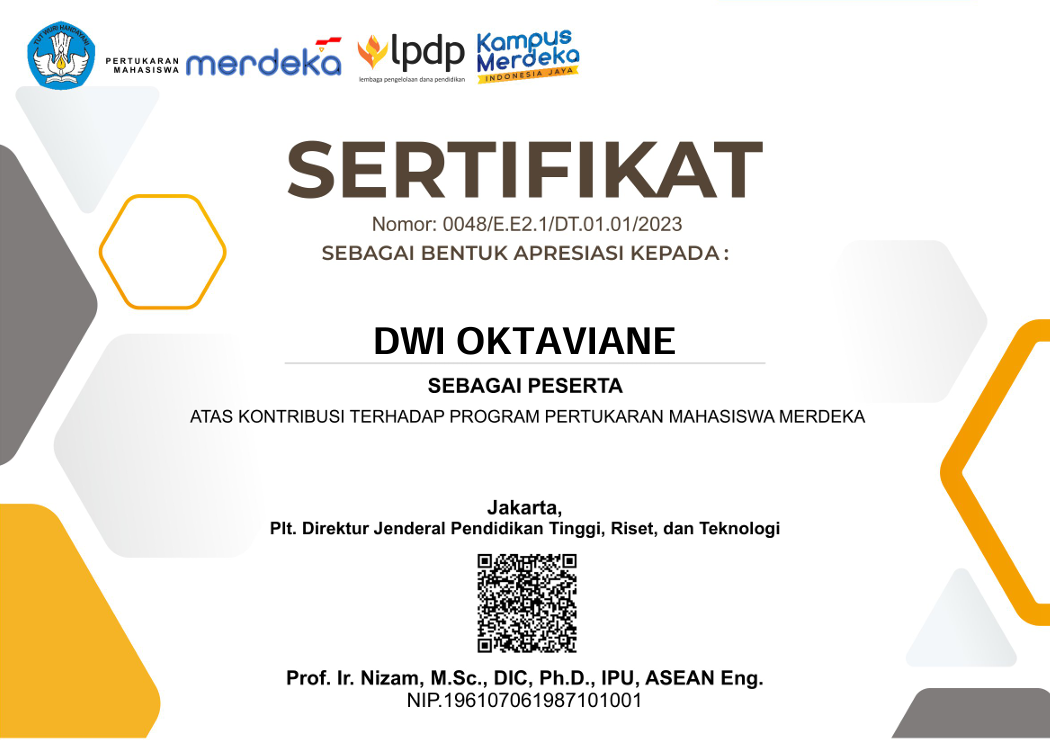 TUT WURI HANDAYANI
PERTUKARAN
MAHASISWA
merdeka
lpdp
lembaga pengelolaan dana pendidikan
Kampus
Merdeka
INDONESIA JAYA
SERTIFIKAT
Nomor: 0048/E.E2.1/DT.01.01/2023
SEBAGAI BENTUK APRESIASI KEPADA :
DWI OKTAVIANE
SEBAGAI PESERTA
ATAS KONTRIBUSI TERHADAP PROGRAM PERTUKARAN MAHASISWA MERDEKA
Jakarta,
Plt. Direktur Jenderal Pendidikan Tinggi, Riset, dan Teknologi
Prof. Ir. Nizam, M.Sc., DIC, Ph.D., IPU, ASEAN Eng.
NIP.196107061987101001